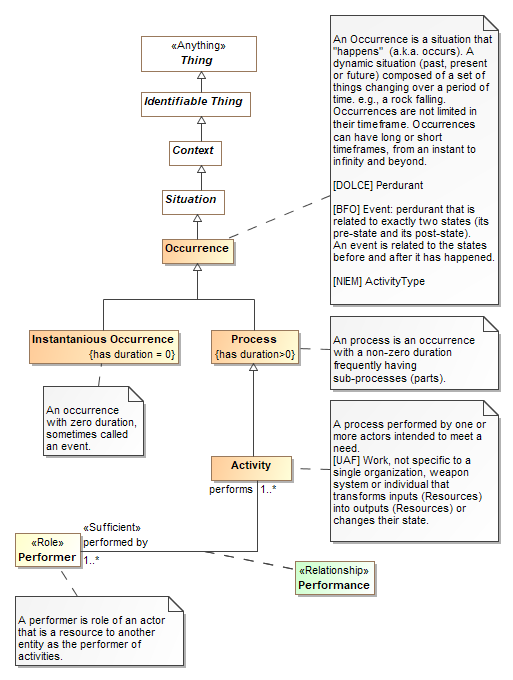 «Anything»
Thing
Identifiable Thing
Context
Situation
Occurrence
An Occurrence is a situation that
"happens"  (a.k.a. occurs). A
dynamic situation (past, present
or future) composed of a set of
things changing over a period of
time. e.g., a rock falling.
Occurrences are not limited in
their timeframe. Occurrences
can have long or short
timeframes, from an instant to
infinity and beyond.
[DOLCE] Perdurant
[BFO] Event: perdurant that is
related to exactly two states (its
pre-state and its post-state).
An event is related to the states
before and after it has happened.
[NIEM] ActivityType
Instantanious Occurrence
{has duration = 0}
Process
{has duration>0}
An process is an occurrence
with a non-zero duration
frequently having
sub-processes (parts).
An occurrence
with zero duration,
sometimes called
an event.
Activity
performs
1..*
A process performed by one or
more actors intended to meet a
need.
[UAF] Work, not specific to a
single organization, weapon
system or individual that
transforms inputs (Resources)
into outputs (Resources) or
changes their state.
«Role»
Performer
«Sufficient»
performed by
1..*
«Relationship»
Performance
A performer is role of an actor
that is a resource to another
entity as the performer of
activities.